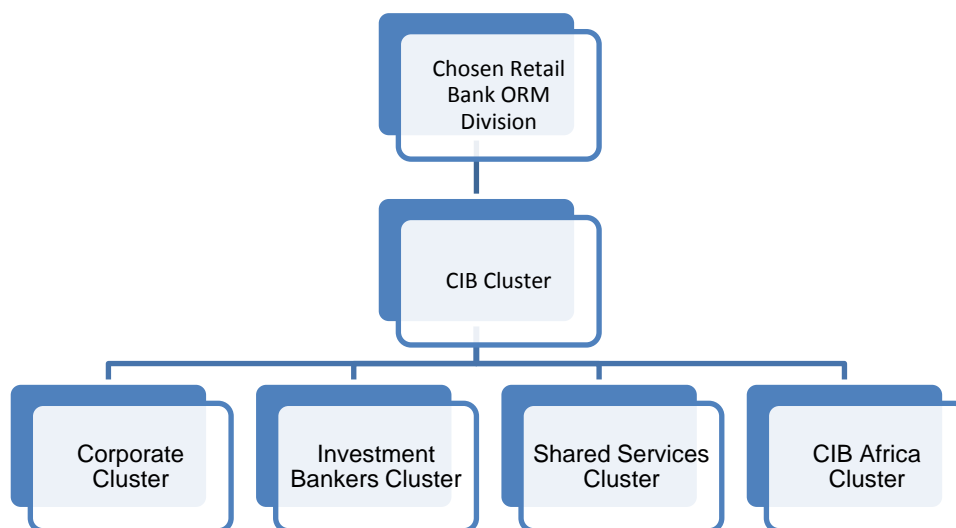 Chosen Retail
Bank ORM
Division
CIB Cluster
Corporate
Cluster
Investment
Bankers Cluster
Shared Services
Cluster
CIB Africa
Cluster